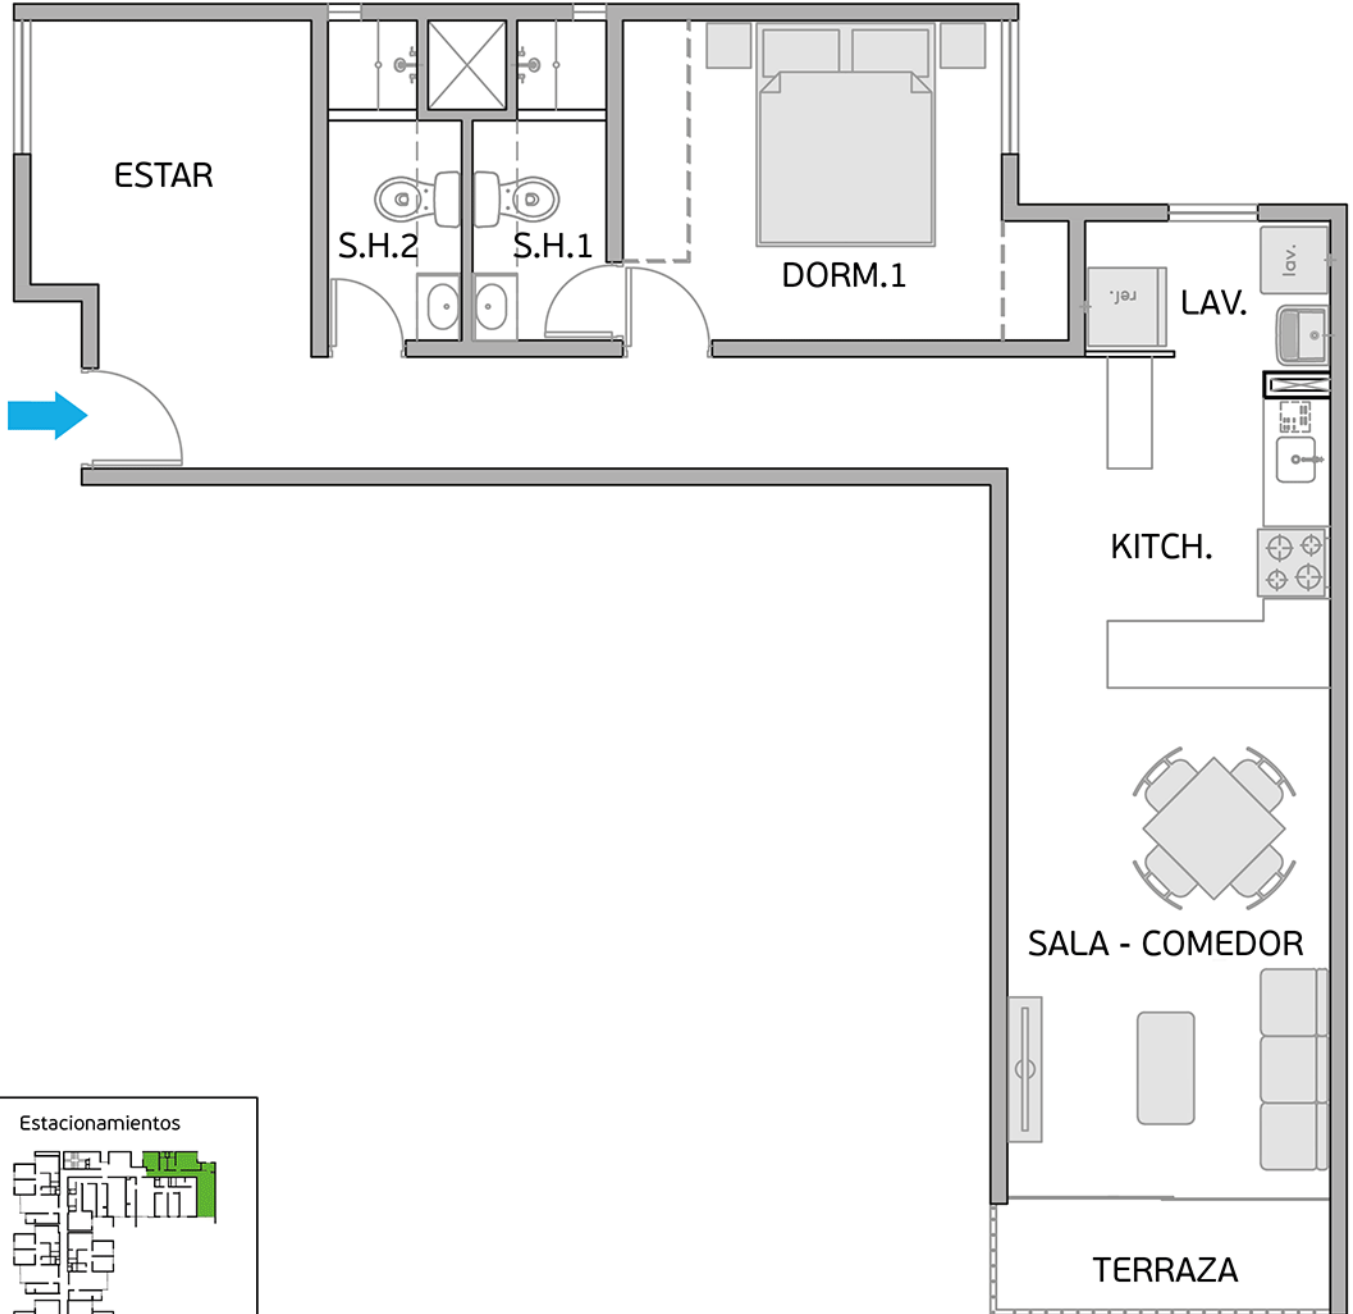 ESTAR
S.H.2
S.H.1
DORM.1
lav.
ref.
LAV.
KITCH.
SALA - COMEDOR
Estacionamientos
TERRAZA